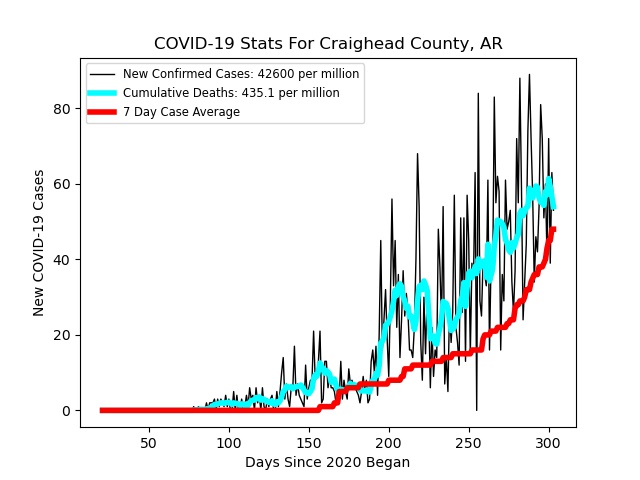 COVID-19 Stats For Craighead County, AR
New Confirmed Cases: 42600 per million
Cumulative Deaths: 435.1 per million
7 Day Case Average
80
60
40
20
0
New COVID-19 Cases
50 100 150 200 250 300
Days Since 2020 Began